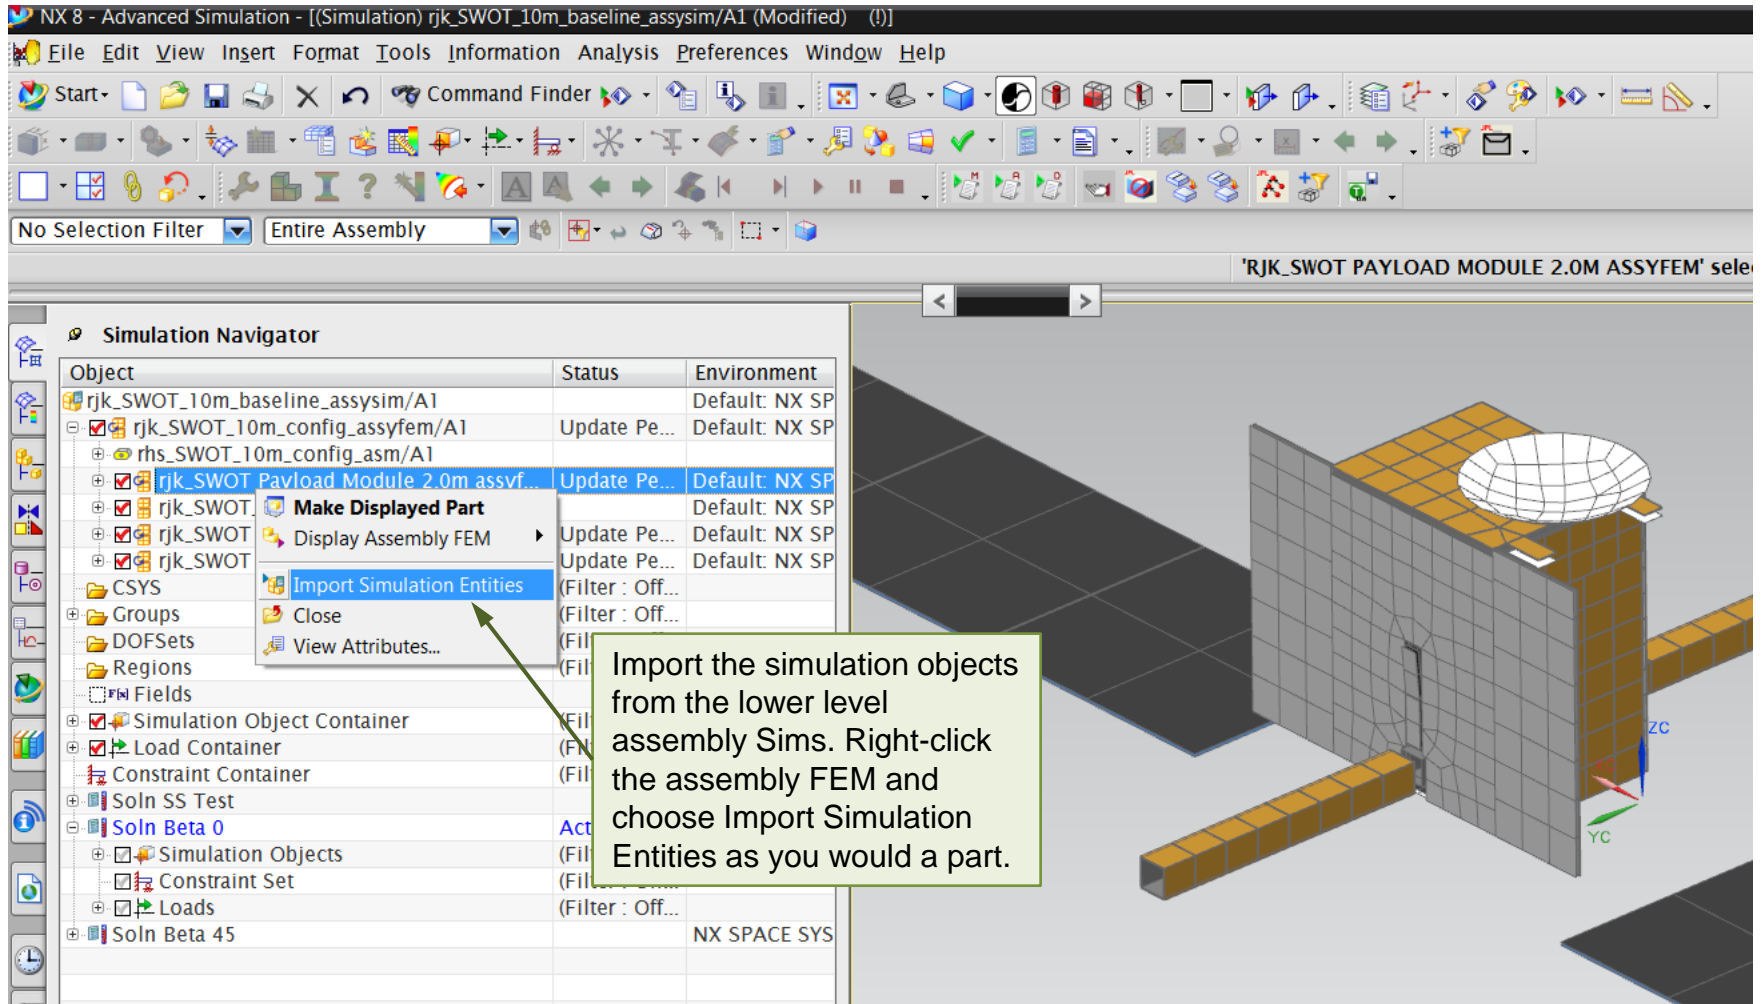 NX 8 - Advanced Simulation - [(Simulation) rjk_SWOT_10m_baseline_assysim/A1 (Modified)   (!)]
File Edit View Insert Format Tools Information Analysis Preferences Window Help
Start Command Finder
No Selection Filter Entire Assembly
'RJK_SWOT PAYLOAD MODULE 2.0M ASSYFEM' sele
Simulation Navigator
Object Status Environment
rjk_SWOT_10m_baseline_assysim/A1 Default: NX SP
rjk_SWOT_10m_config_assyfem/A1 Update Pe... Default: NX SP
rhs_SWOT_10m_config_asm/A1
rjk_SWOT Payload Module 2.0m assyf... Update Pe... Default: NX SP
rjk_SWOT_ Default: NX SP
rjk_SWOT Update Pe... Default: NX SP
rjk_SWOT Update Pe... Default: NX SP
Make Displayed Part
Display Assembly FEM
Import Simulation Entities
Close
View Attributes...
CSYS (Filter : Off...
Groups (Filter : Off...
DOFSets
Regions
Fields
Simulation Object Container
Load Container
Constraint Container
Soln SS Test
Soln Beta 0 Act
Simulation Objects
Constraint Set
Loads (Filter : Off...
Soln Beta 45 NX SPACE SYS
Import the simulation objects
from the lower level
assembly Sims. Right-click
the assembly FEM and
choose Import Simulation
Entities as you would a part.
ZC
YC